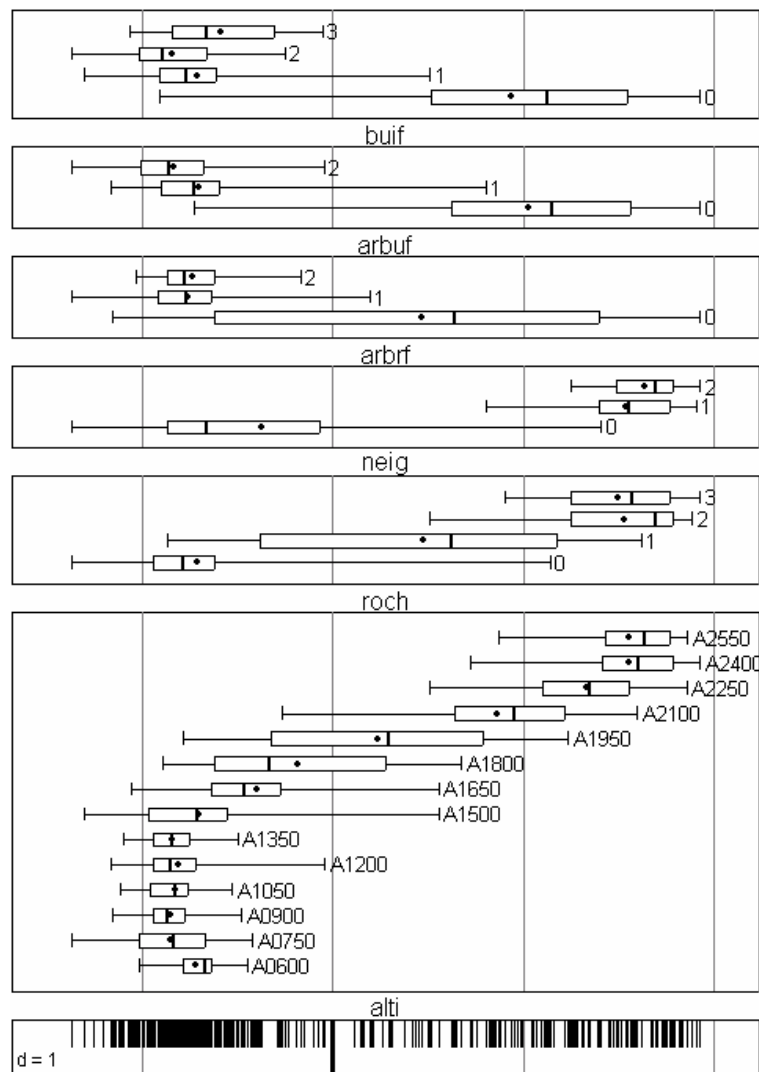 3
2
1
0
buif
2
1
0
arbuf
2
1
0
arbrf
2
1
0
neig
3
2
1
0
roch
A2550
A2400
A2250
A2100
A1950
A1800
A1650
A1500
A1350
A1200
A1050
A0900
A0750
A0600
alti
d = 1